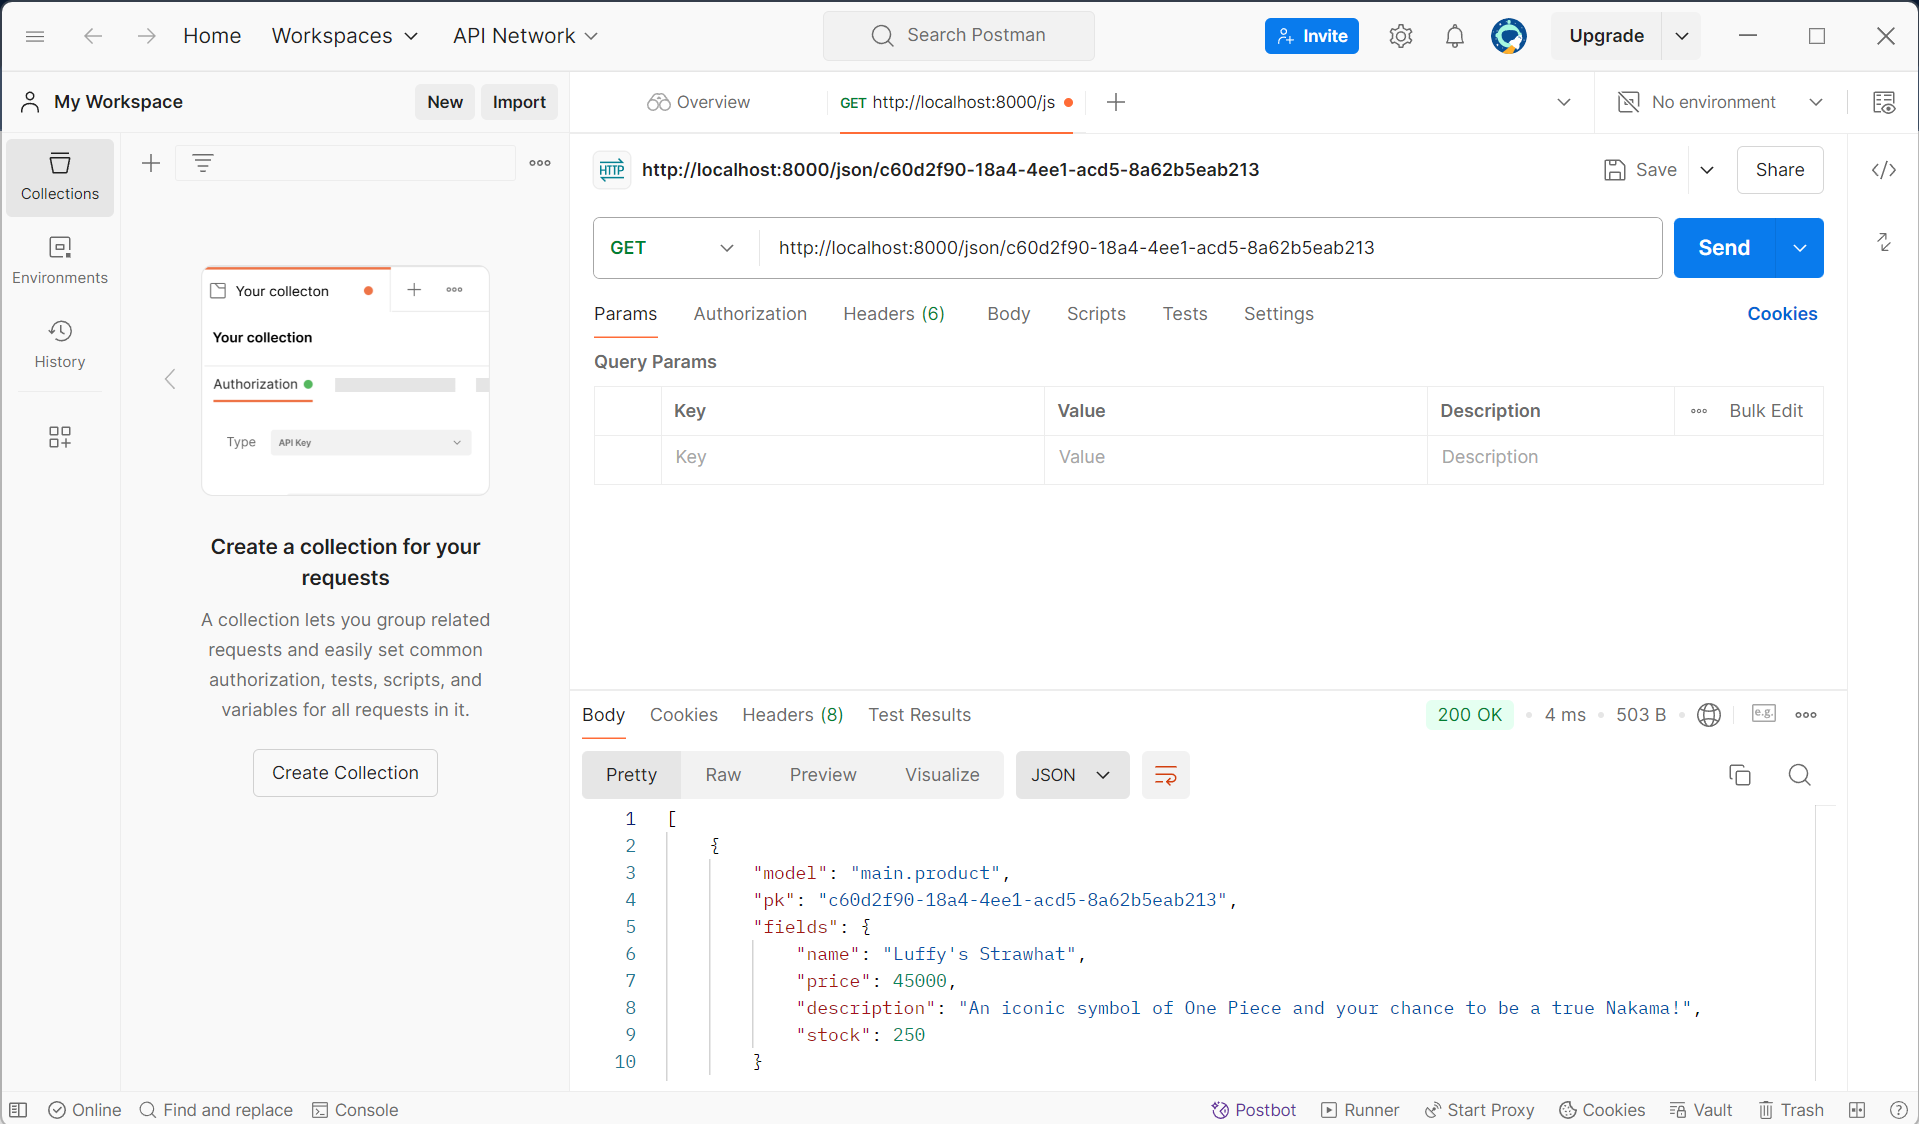 Home Workspaces API Network Search Postman Invite Upgrade
My Workspace New Import Overview GET http://localhost:8000/js No environment
Collections
Environments
History
Your collecton
Your collection
Authorization
Type API Key
Create a collection for your
requests
A collection lets you group related
requests and easily set common
authorization, tests, scripts, and
variables for all requests in it.
Create Collection
HTTP http://localhost:8000/json/c60d2f90-18a4-4ee1-acd5-8a62b5eab213 Save Share </>
GET http://localhost:8000/json/c60d2f90-18a4-4ee1-acd5-8a62b5eab213 Send
Params Authorization Headers (6) Body Scripts Tests Settings Cookies
Query Params
Key Value Description Bulk Edit
Key Value Description
Body Cookies Headers (8) Test Results 200 OK 4 ms 503 B e.g.
Pretty Raw Preview Visualize JSON
1 [
2 {
3 "model": "main.product",
4 "pk": "c60d2f90-18a4-4ee1-acd5-8a62b5eab213",
5 "fields": {
6 "name": "Luffy's Strawhat",
7 "price": 45000,
8 "description": "An iconic symbol of One Piece and your chance to be a true Nakama!",
9 "stock": 250
10 }
Online Find and replace Console Postbot Runner Start Proxy Cookies Vault Trash